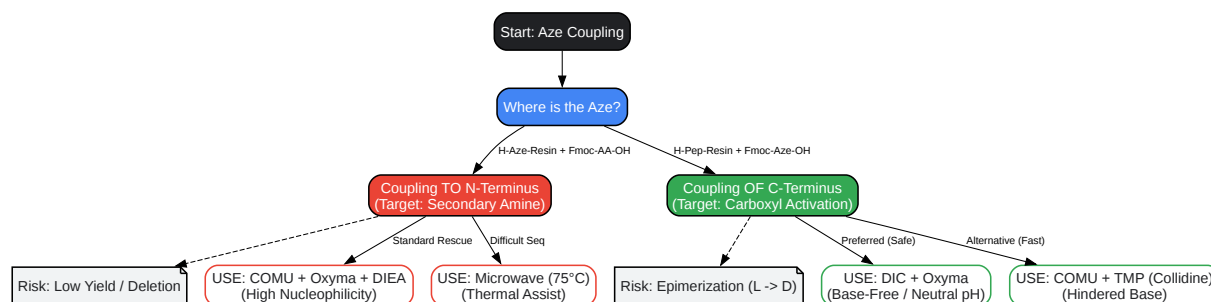 Start: Aze Coupling
Where is the Aze?
H-Aze-Resin + Fmoc-AA-OH
H-Pep-Resin + Fmoc-Aze-OH
Coupling TO N-Terminus
(Target: Secondary Amine)
Coupling OF C-Terminus
(Target: Carboxyl Activation)
Standard Rescue
Difficult Seq
Preferred (Safe)
Alternative (Fast)
Risk: Low Yield / Deletion
USE: COMU + Oxyma + DIEA
(High Nucleophilicity)
USE: Microwave (75°C)
(Thermal Assist)
Risk: Epimerization (L -> D)
USE: DIC + Oxyma
(Base-Free / Neutral pH)
USE: COMU + TMP (Collidine)
(Hindered Base)